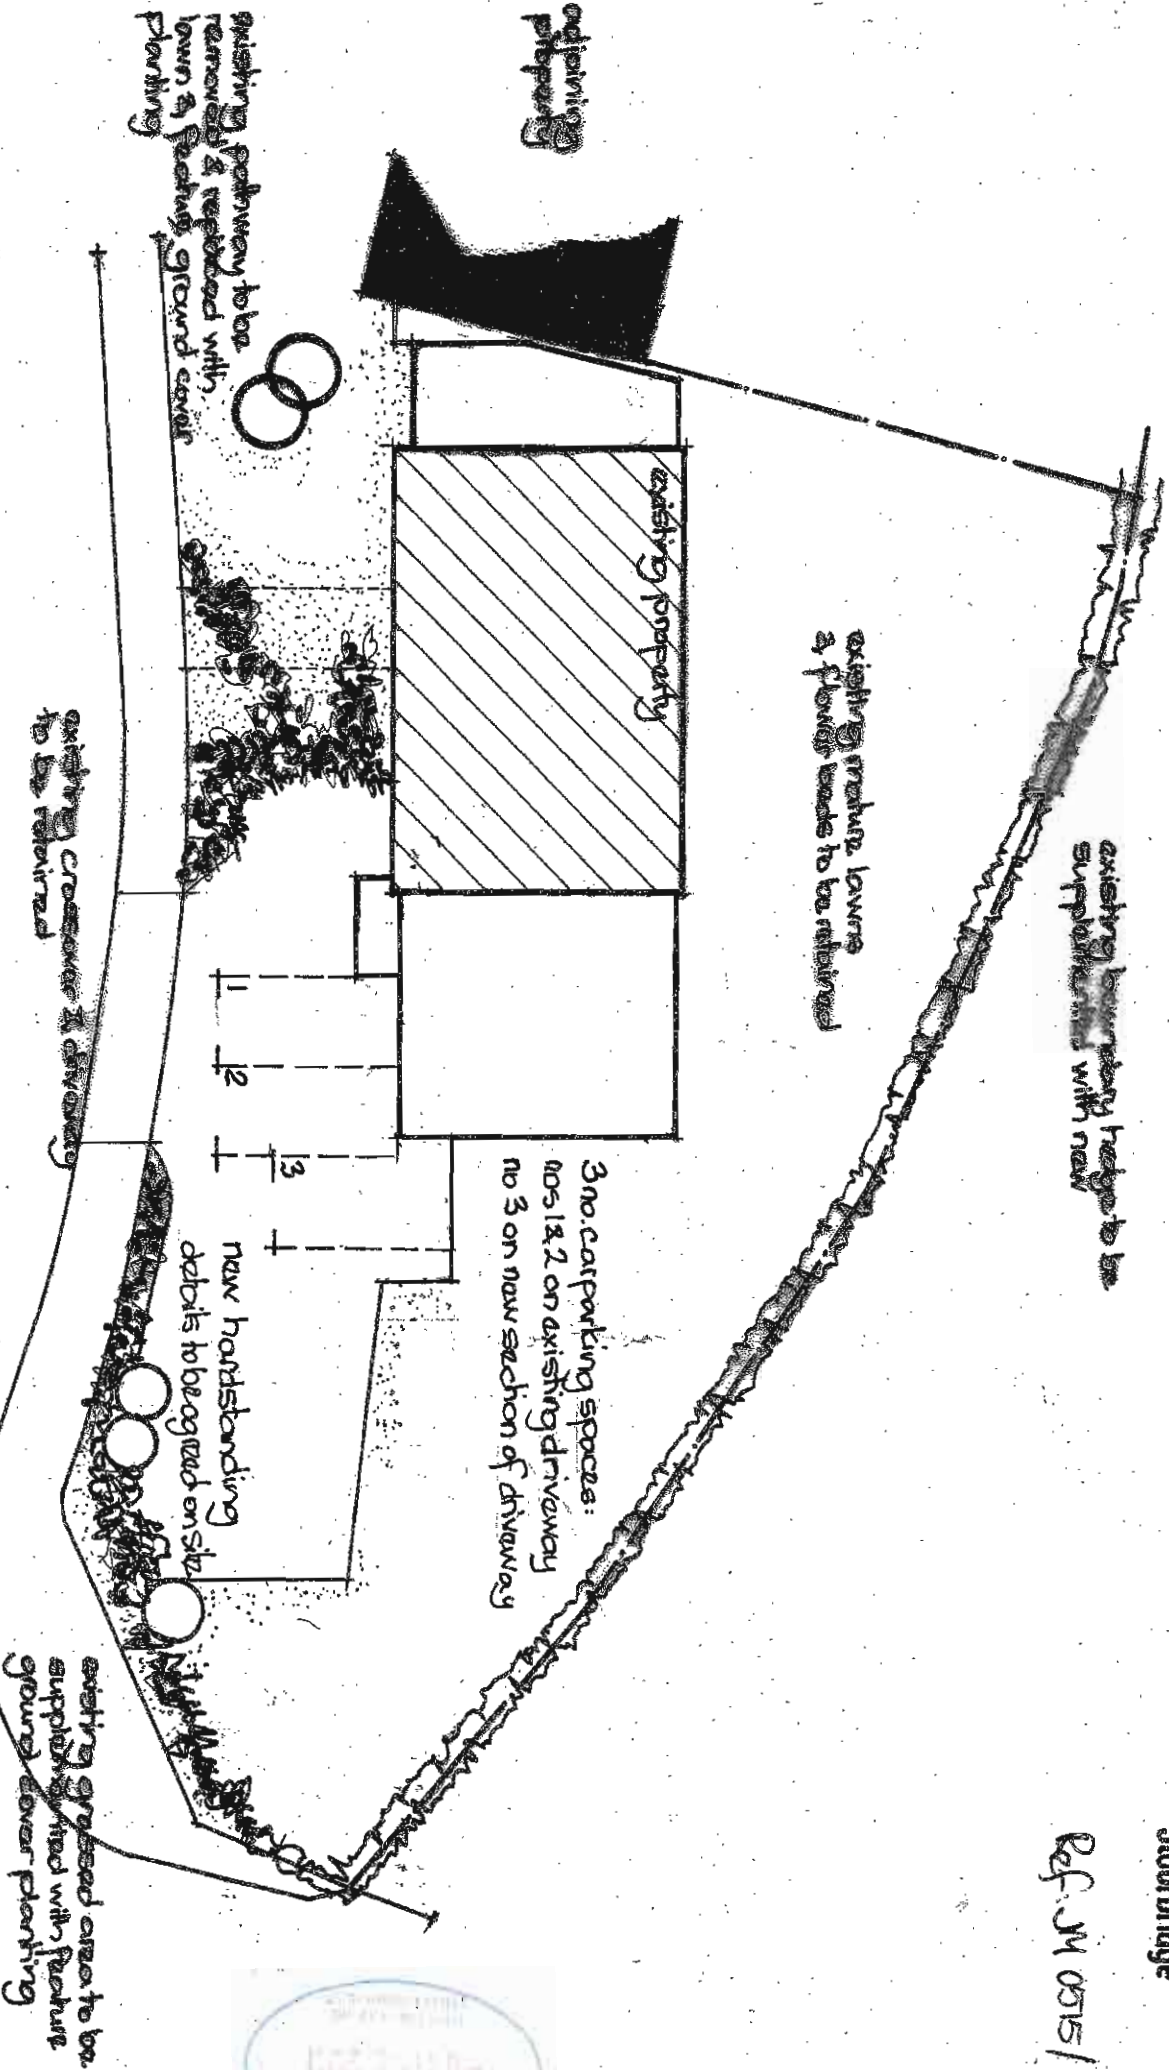 Stourbridge
Ref. JM 0515/
existing boundary hedge to be
supplemented with new
existing mature lawns
& flower beds to be retained
adjoining
property
existing property
3 no. carparking spaces:
nos 1 & 2 on existing driveway
no 3 on new section of driveway
1
2
3
new hardstanding
details to be agreed on site
existing pathway to be
removed & replaced with
lawn & feature ground cover
planting
existing crossover & driveway
to be retained
existing grassed area to be
supplemented with feature
ground cover planting